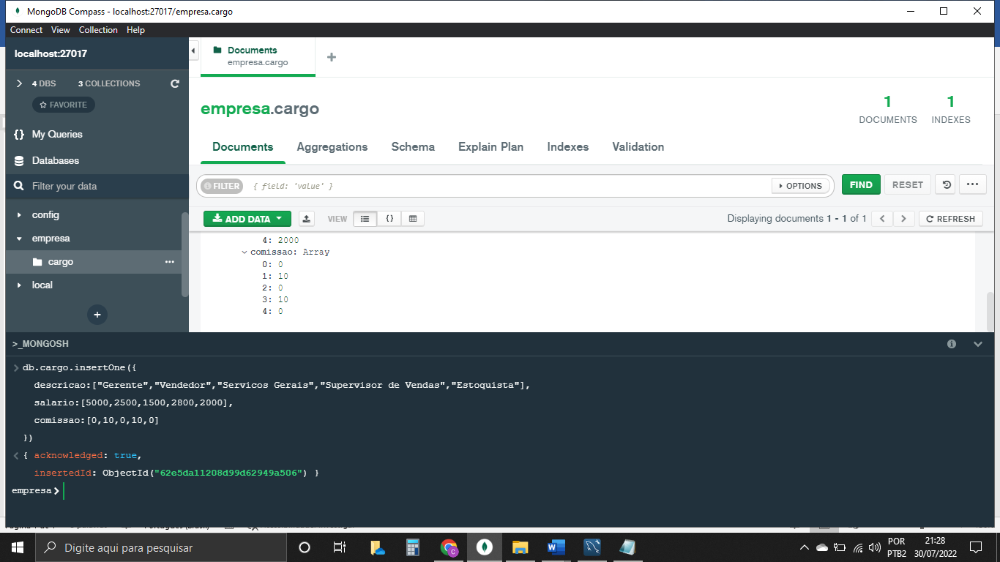 MongoDB Compass - localhost:27017/empresa.cargo
Connect View Collection Help
localhost:27017
4 DBS 3 COLLECTIONS
FAVORITE
{} My Queries
Databases
Filter your data
config
empresa
cargo
local
+
Documents
empresa.cargo
+
empresa.cargo
1 DOCUMENTS
1 INDEXES
Documents Aggregations Schema Explain Plan Indexes Validation
FILTER { field: 'value' } OPTIONS FIND RESET
ADD DATA VIEW {} Displaying documents 1 - 1 of 1 REFRESH
4: 2000
comissao: Array
0: 0
1: 10
2: 0
3: 10
4: 0
>_MONGOSH
db.cargo.insertOne({
descricao:["Gerente","Vendedor","Servicos Gerais","Supervisor de Vendas","Estoquista"],
salario:[5000,2500,1500,2800,2000],
comissao:[0,10,0,10,0]
})
{ acknowledged: true,
insertedId: ObjectId("62e5da11208d99d62949a506") }
empresa>
Digite aqui para pesquisar
POR
PTB2
21:28
30/07/2022